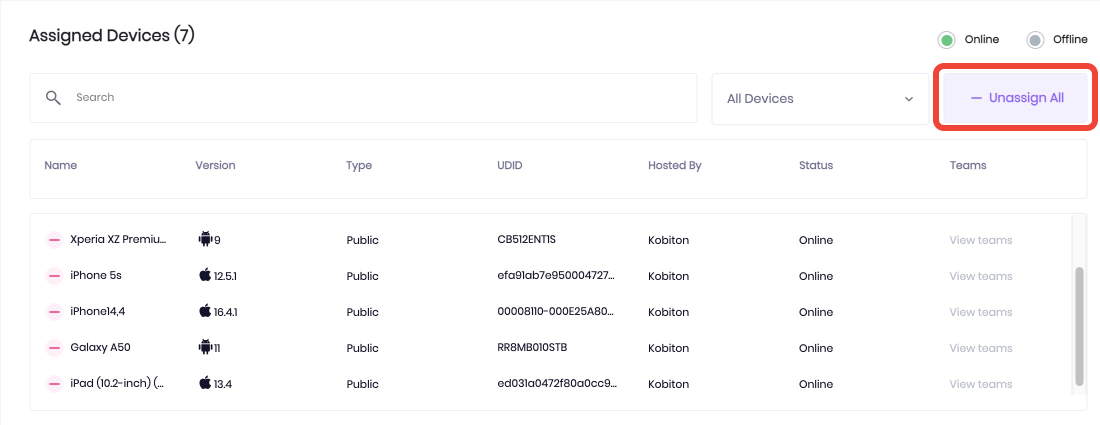 Assigned Devices (7)
Online Offline
Search All Devices — Unassign All
Name Version Type UDID Hosted By Status Teams
Xperia XZ Premiu... 9 Public CB512ENT1S Kobiton Online View teams
iPhone 5s 12.5.1 Public efa91ab7e950004727... Kobiton Online View teams
iPhone14,4 16.4.1 Public 00008110-000E25A80... Kobiton Online View teams
Galaxy A50 11 Public RR8MB010STB Kobiton Online View teams
iPad (10.2-inch) (... 13.4 Public ed031a0472f80a0cc9... Kobiton Online View teams